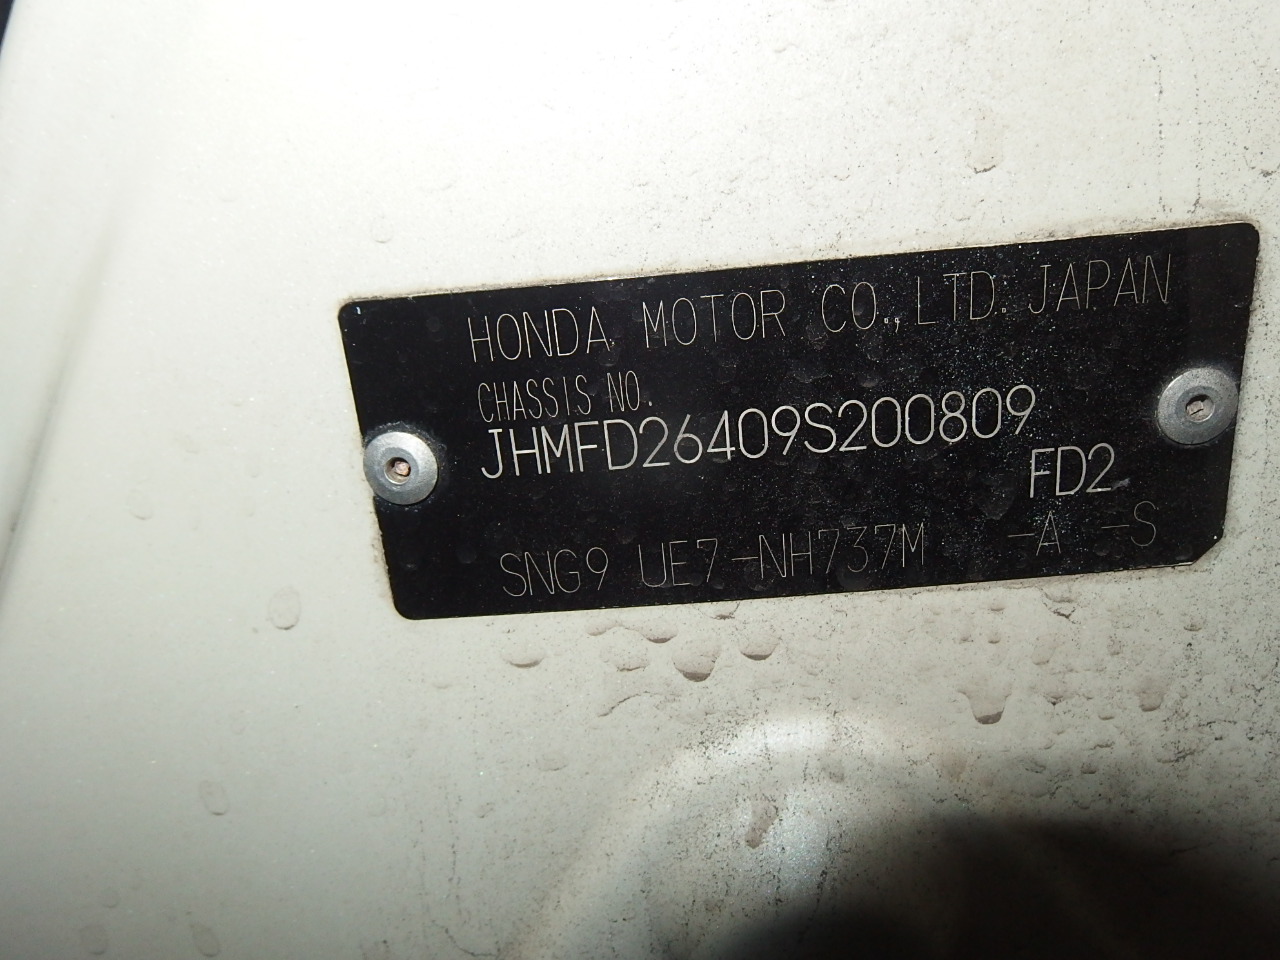 HONDA MOTOR CO., LTD. JAPAN
CHASSIS NO.
JHMFD26409S200809
FD2
SNG9 UE7-NH737M -A -S